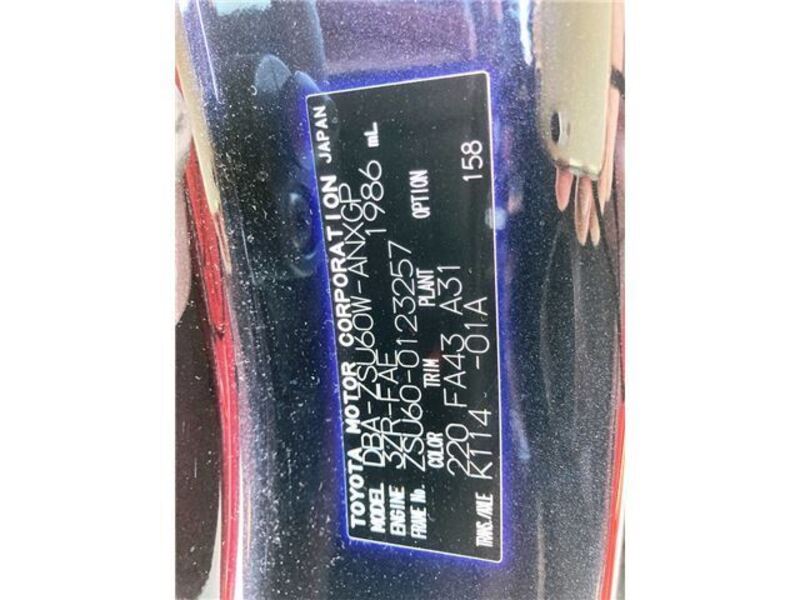 TOYOTA MOTOR CORPORATION JAPAN
MODEL DBA-ZSU60W-ANXGP
ENGINE 3ZR-FAE 1986 mL
FRAME No. ZSU60-0123257
COLOR TRIM PLANT OPTION
220 FA43 A31 158
TRANS/AXLE K114 -01A